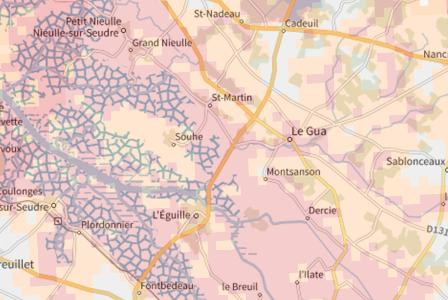 St-Nadeau
Cadeuil
Petit Nieulle
Nieulle-sur-Seudre
Grand Nieulle
Nanc
St-Martin
Le Gua
Souhe
Sablonceaux
Montsanson
sur-Seudre
L'Éguille
Dercie
Plordonnier
D131
reuillet
Fontbedeau
le Breuil
l'Ilate